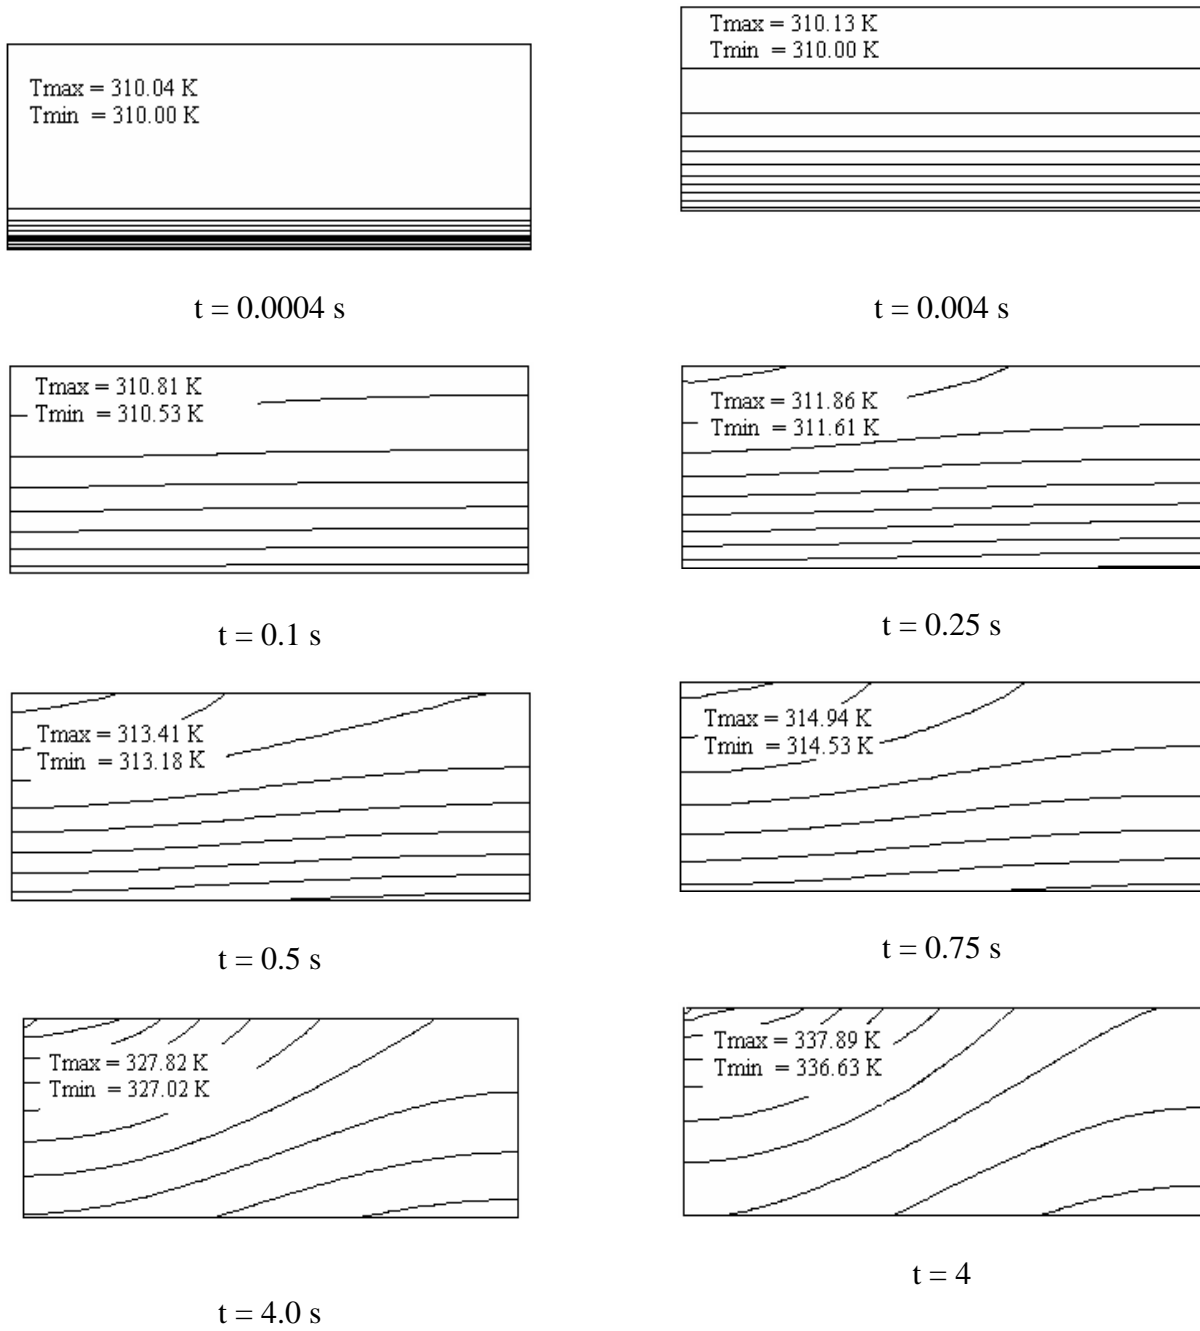 Tmax = 310.04 K
Tmin = 310.00 K
t = 0.0004 s
Tmax = 310.13 K
Tmin = 310.00 K
t = 0.004 s
Tmax = 310.81 K
Tmin = 310.53 K
t = 0.1 s
Tmax = 311.86 K
Tmin = 311.61 K
t = 0.25 s
Tmax = 313.41 K
Tmin = 313.18 K
t = 0.5 s
Tmax = 314.94 K
Tmin = 314.53 K
t = 0.75 s
Tmax = 327.82 K
Tmin = 327.02 K
t = 4.0 s
Tmax = 337.89 K
Tmin = 336.63 K
t = 4